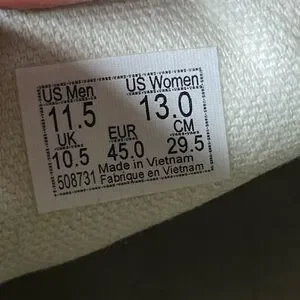 US Men US Women
11.5 13.0
UK EUR CM
10.5 45.0 29.5
Made in Vietnam
508731 Fabrique en Vietnam